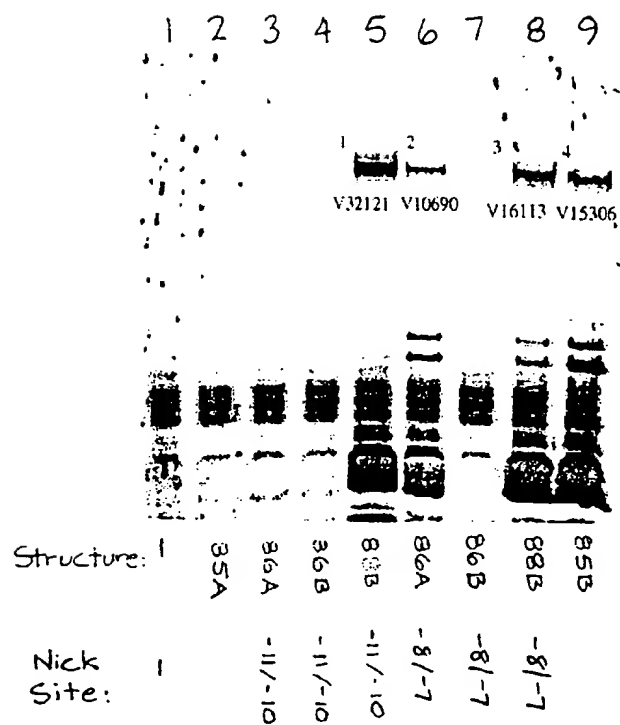 1 2 3 4 5 6 7 8 9
1 2 3 4
V32121 V10690 V16113 V15306
Structure: 1 85A 86A 86B 88B 86A 86B 88B 85B
Nick Site: 1 -11/-10 -11/-10 -11/-10 -8/-7 -8/-7 -8/-7